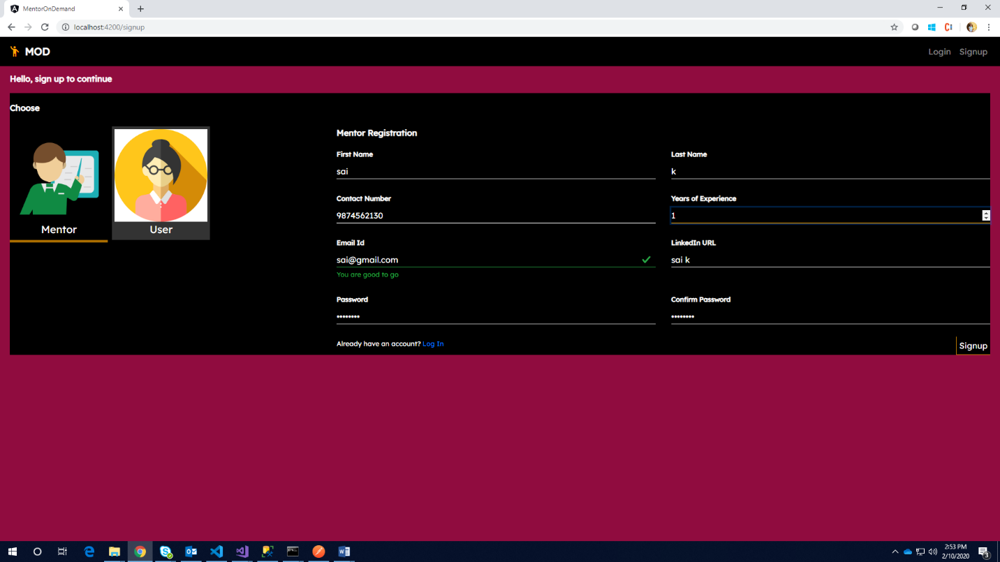 MentorOnDemand
localhost:4200/signup
MOD
Login Signup
Hello, sign up to continue
Choose
Mentor
User
Mentor Registration
First Name Last Name
sai k
Contact Number Years of Experience
9874562130 1
Email Id LinkedIn URL
sai@gmail.com sai k
You are good to go
Password Confirm Password
•••••••• ••••••••
Already have an account? Log In
Signup
2:53 PM
2/10/2020
3